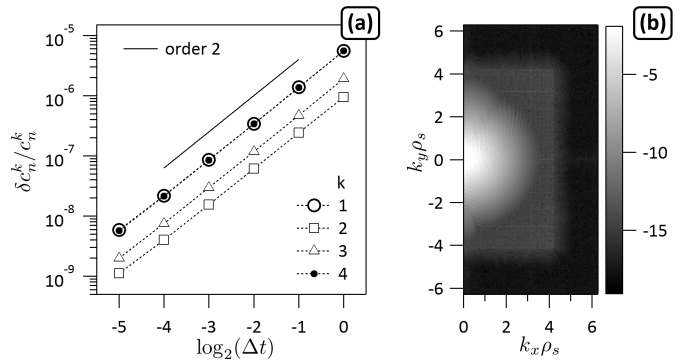 (a)
10^-5
10^-6
10^-7
10^-8
10^-9
δc_n^k/c_n^k
order 2
k
1
2
3
4
-5 -4 -3 -2 -1 0
log_2(Δt)
(b)
6
4
2
0
-2
-4
-6
k_yρ_s
0 2 4 6
k_xρ_s
-5
-10
-15